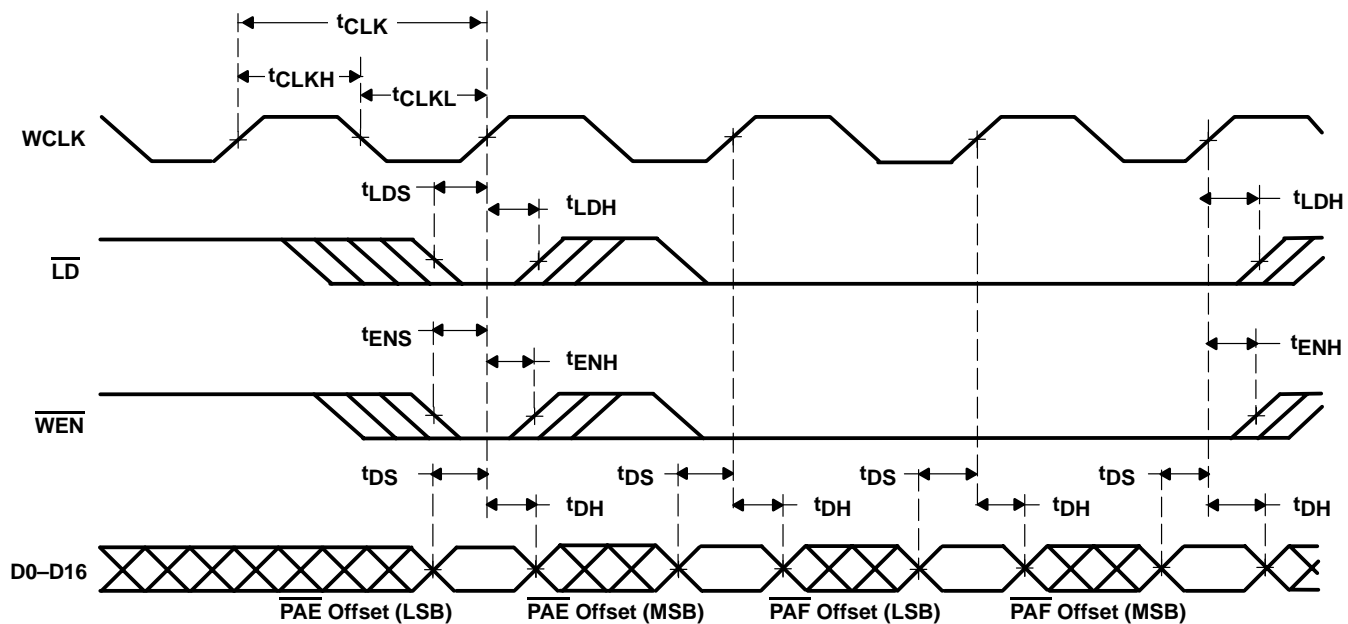 tCLK
tCLKH
tCLKL
WCLK
tLDS
tLDH
tLDH
LD
tENS
tENH
tENH
WEN
tDS
tDS
tDS
tDS
tDH
tDH
tDH
tDH
D0–D16
PAE Offset (LSB)
PAE Offset (MSB)
PAF Offset (LSB)
PAF Offset (MSB)